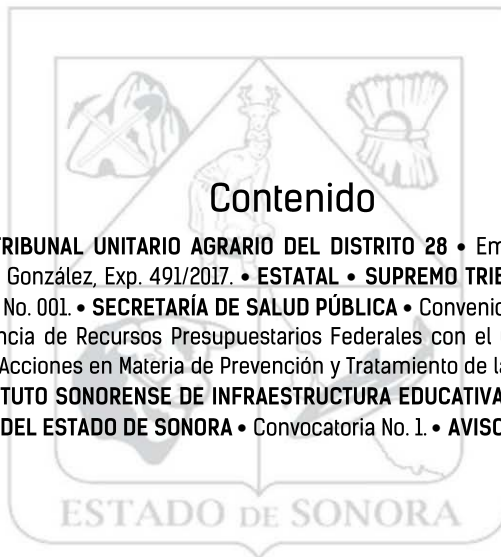 Contenido
TRIBUNAL UNITARIO AGRARIO DEL DISTRITO 28 • Em
González, Exp. 491/2017. • ESTATAL • SUPREMO TRIB
No. 001. • SECRETARÍA DE SALUD PÚBLICA • Convenio
ncia de Recursos Presupuestarios Federales con el
Acciones en Materia de Prevención y Tratamiento de la
TUTO SONORENSE DE INFRAESTRUCTURA EDUCATIVA
DEL ESTADO DE SONORA • Convocatoria No. 1. • AVISO
ESTADO DE SONORA